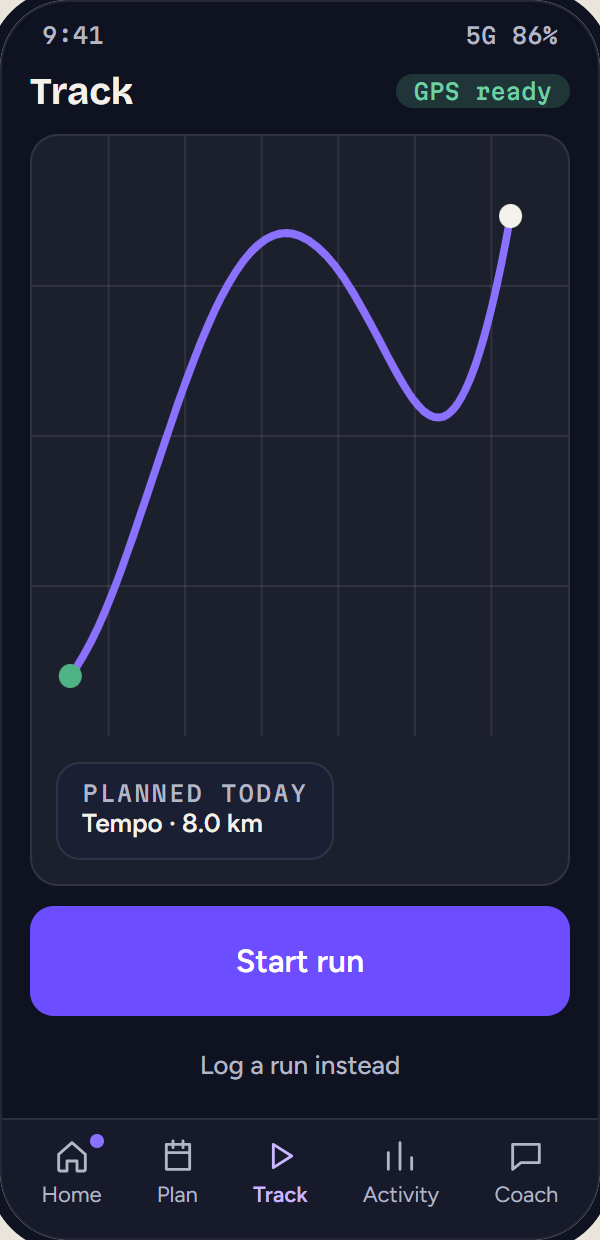 9:41 5G 86%
Track GPS ready
PLANNED TODAY
Tempo · 8.0 km
Start run
Log a run instead
Home Plan Track Activity Coach